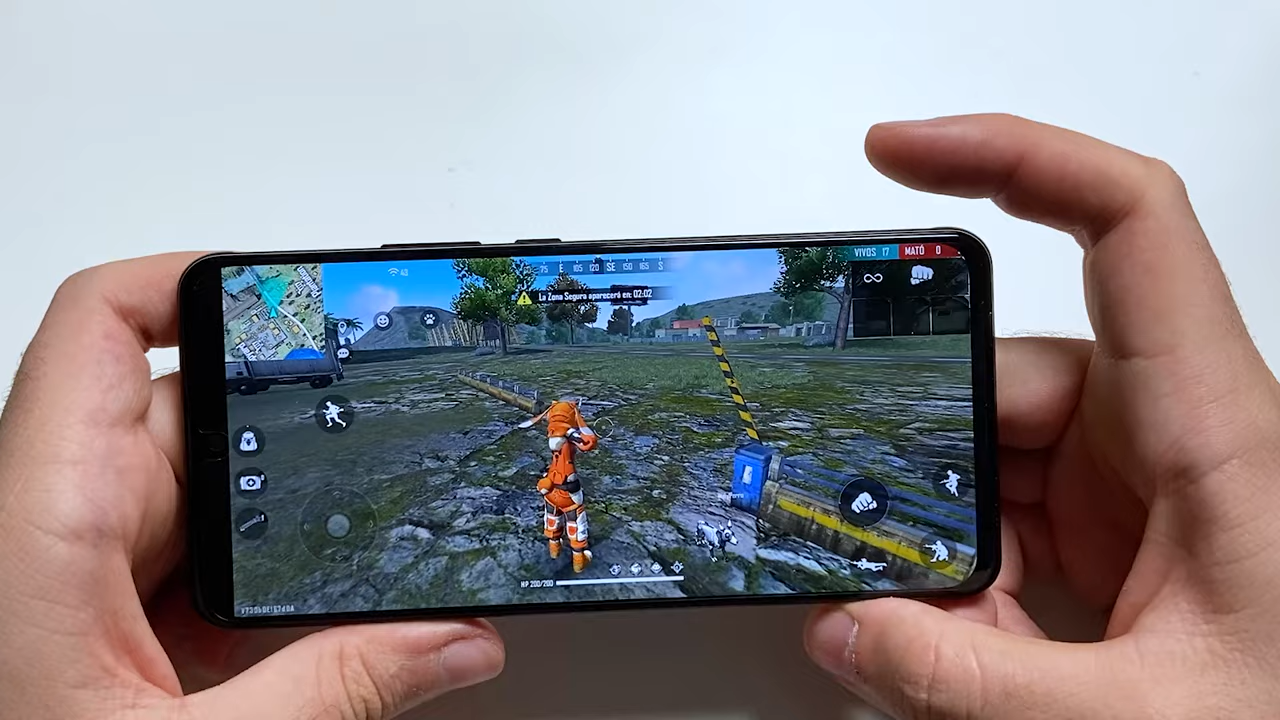 75 E 105 120 SE 150 165 S
VIVOS 17 MATÓ 0
La Zona Segura aparecerá en: 02:02
HP 200/200